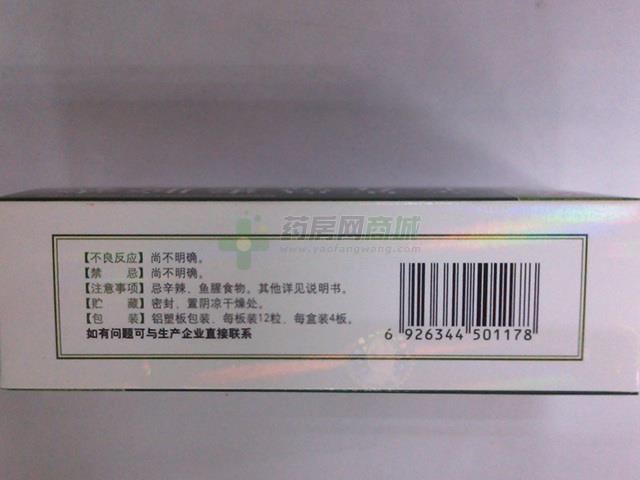 药房网商城
www.yaofangwang.com
【不良反应】尚不明确。
【禁 忌】尚不明确。
【注意事项】忌辛辣、鱼腥食物。其他详见说明书。
【贮 藏】密封、置阴凉干燥处。
【包 装】铝塑板包装、每板装12粒、每盒装4板。
如有问题可与生产企业直接联系
6 926344 501178